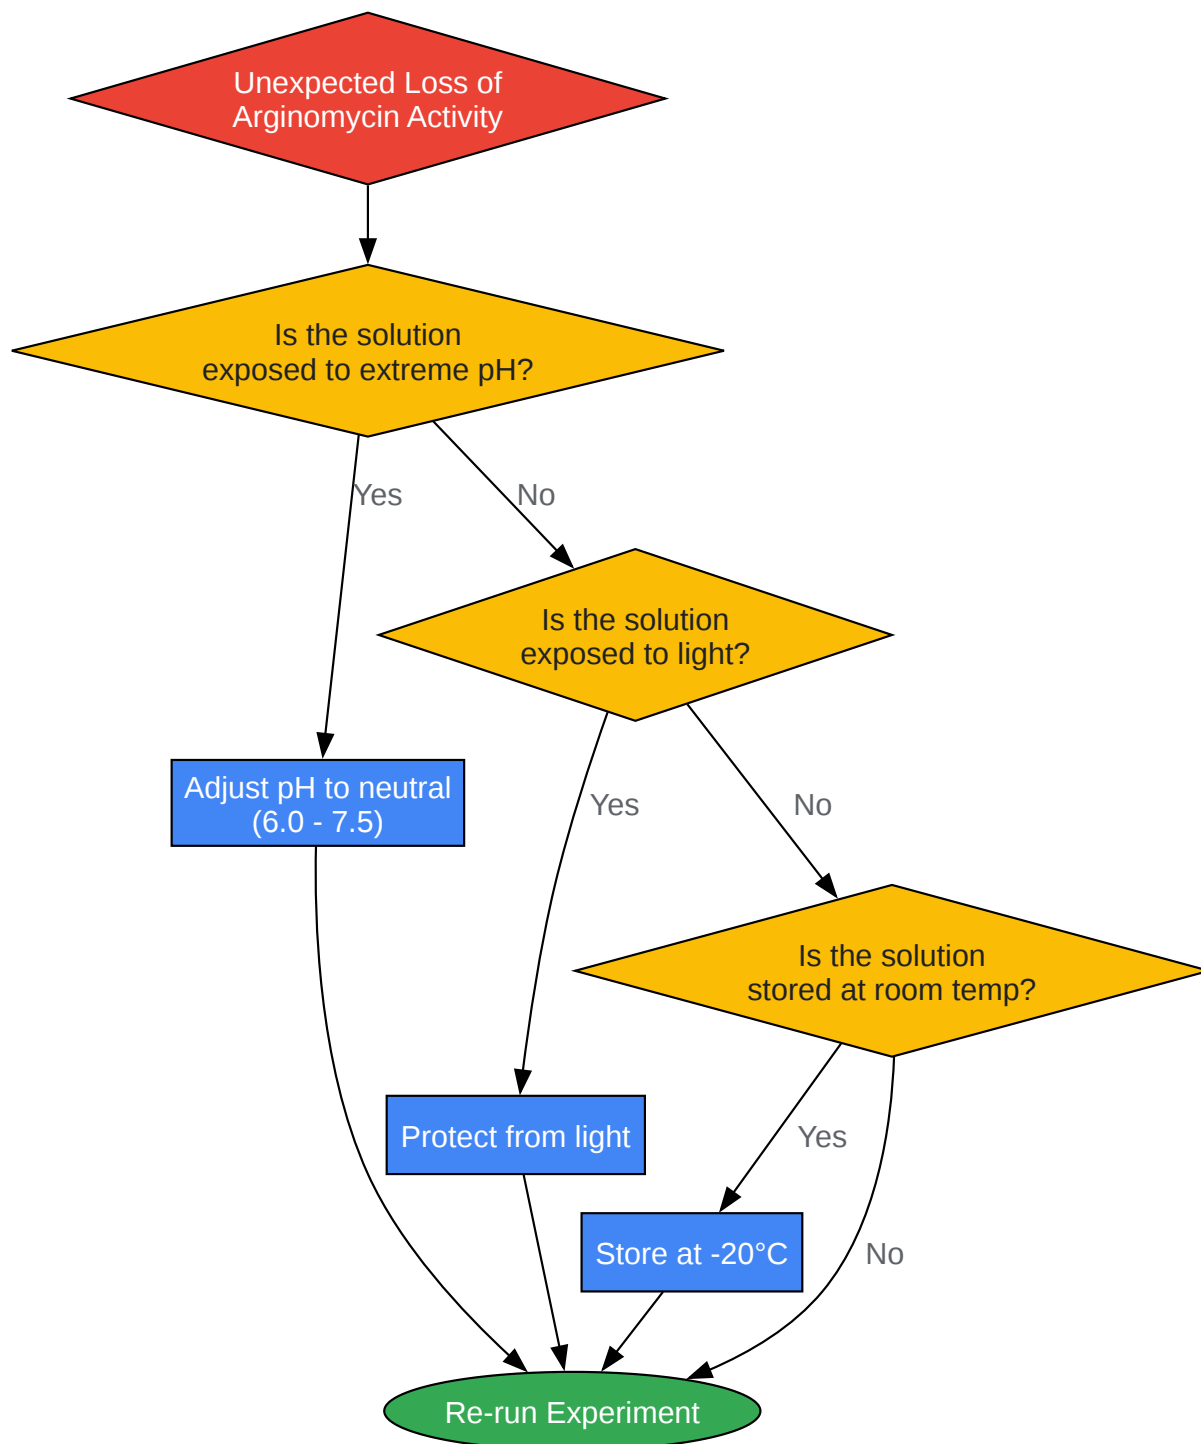 Unexpected Loss of
Arginomycin Activity
Is the solution
exposed to extreme pH?
Yes
No
Is the solution
exposed to light?
Adjust pH to neutral
(6.0 - 7.5)
Yes
No
Is the solution
stored at room temp?
Protect from light
Yes
Store at -20°C
No
Re-run Experiment